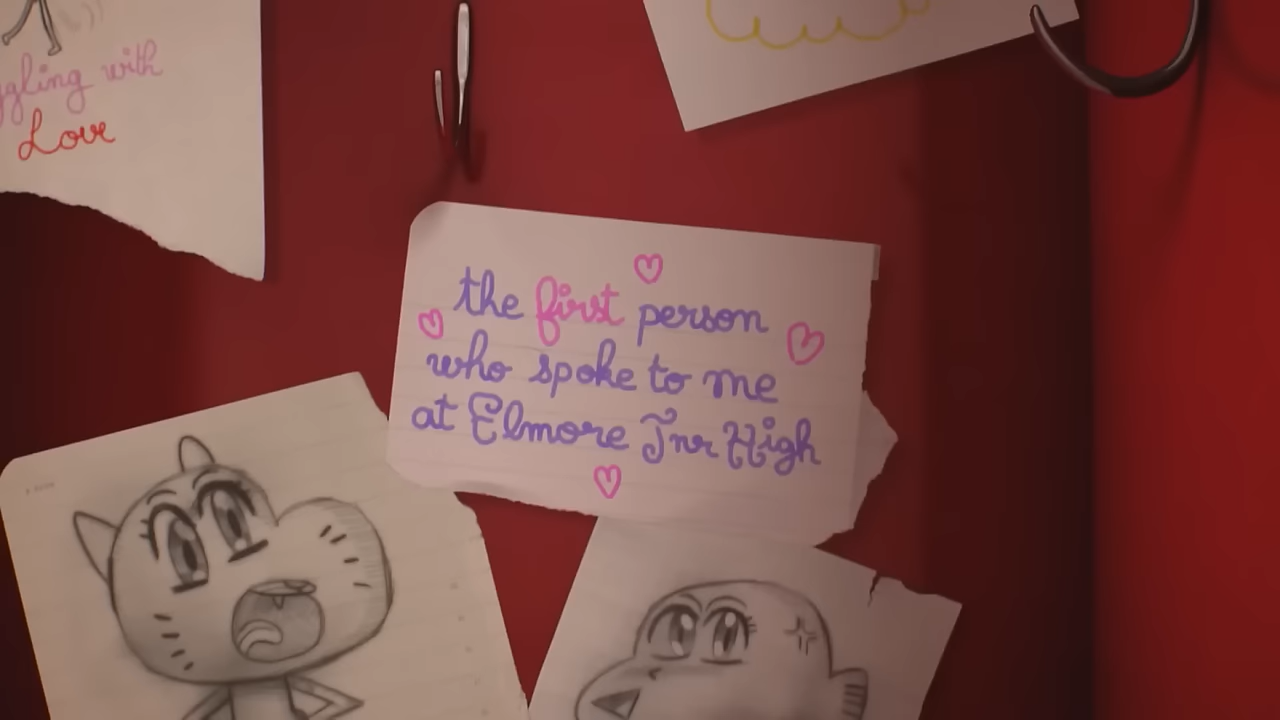 ggling with
Love
the first person
who spoke to me
at Elmore Jnr High